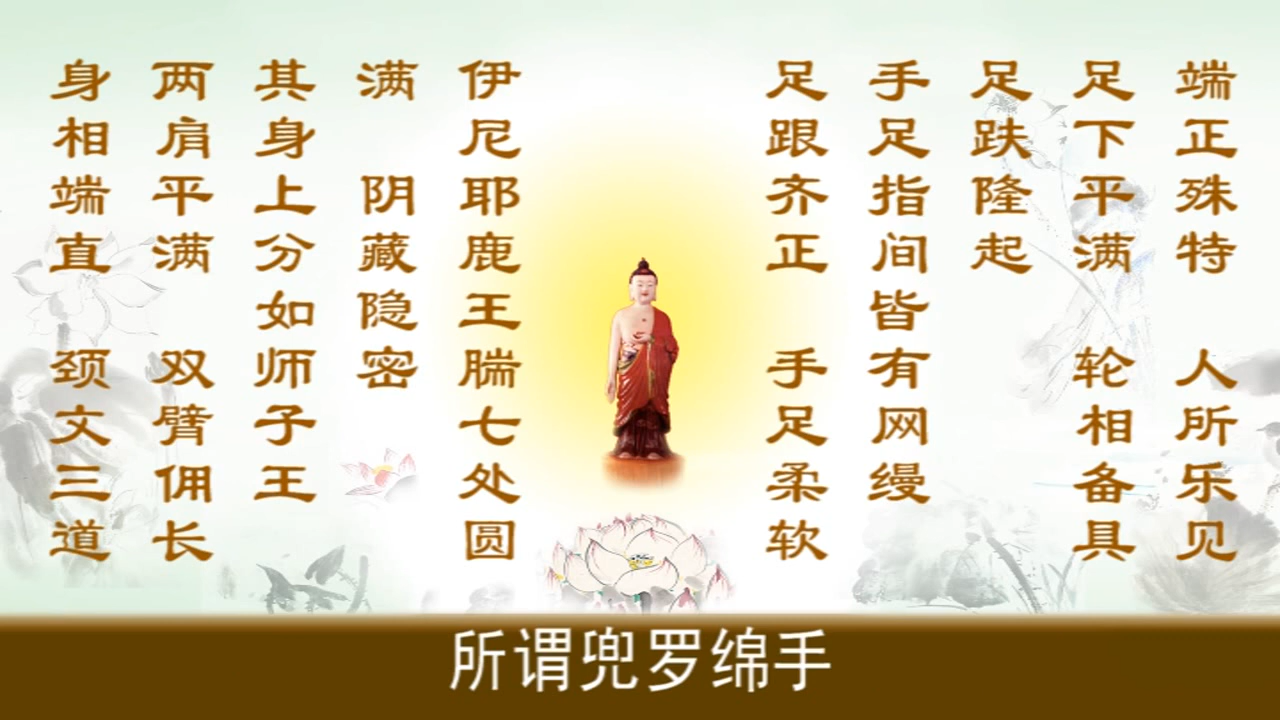 端正殊特 人所乐见
足下平满 轮相备具
足趺隆起
手足指间皆有网缦
足跟齐正 手足柔软
伊尼耶鹿王腨七处圆
满 阴藏隐密
其身上分如师子王
两肩平满 双臂佣长
身相端直 颈文三道
所谓兜罗绵手